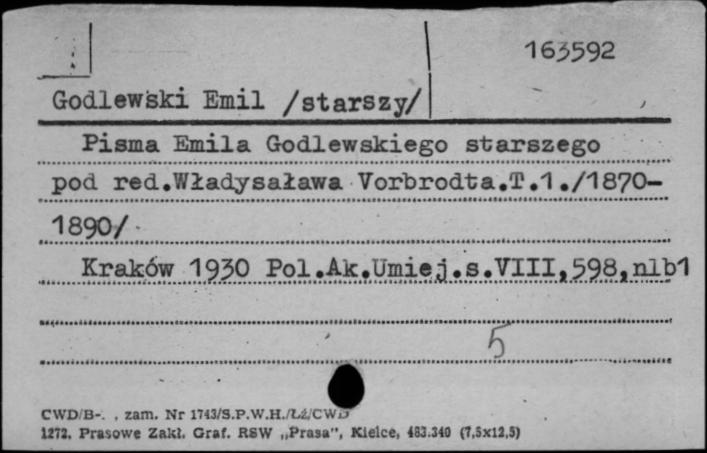 163592
Godlewski Emil /starszy/
Pisma Emila Godlewskiego starszego
pod red.Władysaława Vorbrodta.T.1./1870-
1890/
Kraków 1930 Pol.Ak.Umiej.s.VIII,598,nlb1
5
CWD/B-. , zam. Nr 1743/S.P.W.H./Łź/CWD
1272. Prasowe Zakł. Graf. RSW „Prasa", Kielce, 483.340 (7,5x12,5)